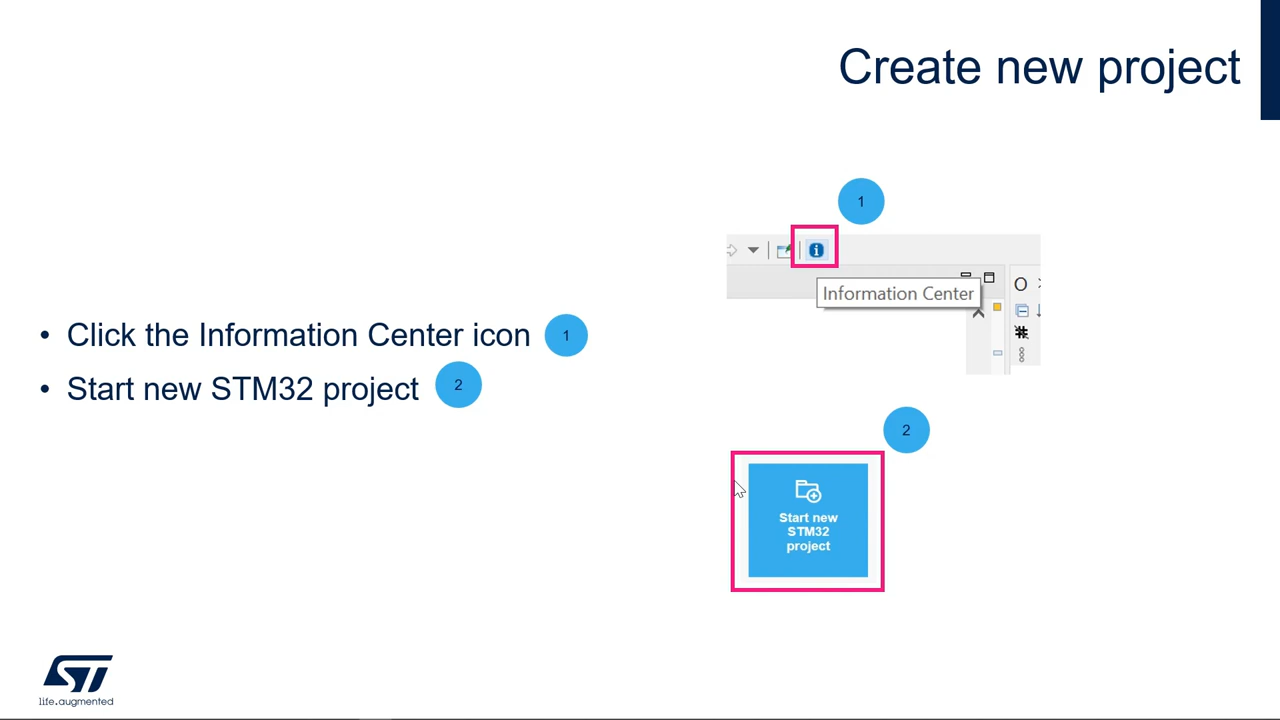 Create new project
1
Information Center
• Click the Information Center icon 1
• Start new STM32 project 2
2
Start new
STM32
project
ST
life.augmented